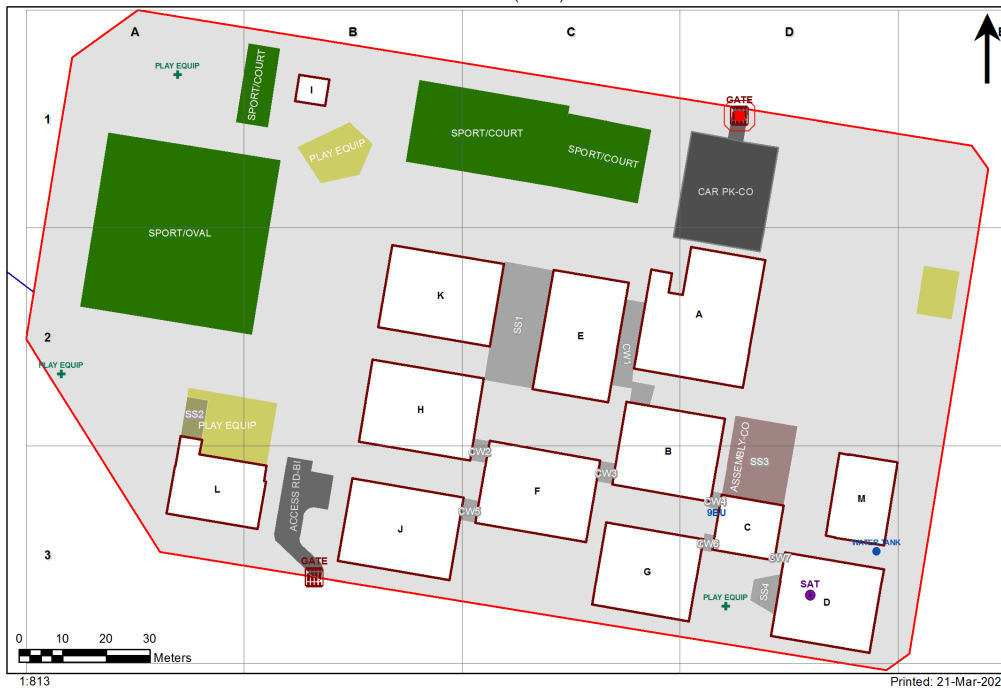 A
B
C
D
PLAY EQUIP
SPORT/COURT
I
GATE
1
SPORT/COURT
PLAY EQUIP
SPORT/COURT
CAR PK-CO
SPORT/OVAL
K
A
SS1
E
2
CW1
PLAY EQUIP
SS2
H
PLAY EQUIP
ASSEMBLY-CO
CW2
B
SS3
CW3
ACCESS RD-BI
L
F
M
CW4
CW5
9BU
J
C
WATER TANK
CW6
3
CW7
GATE
G
SAT
SS4
D
PLAY EQUIP
0 10 20 30
Meters
1:813
Printed: 21-Mar-202